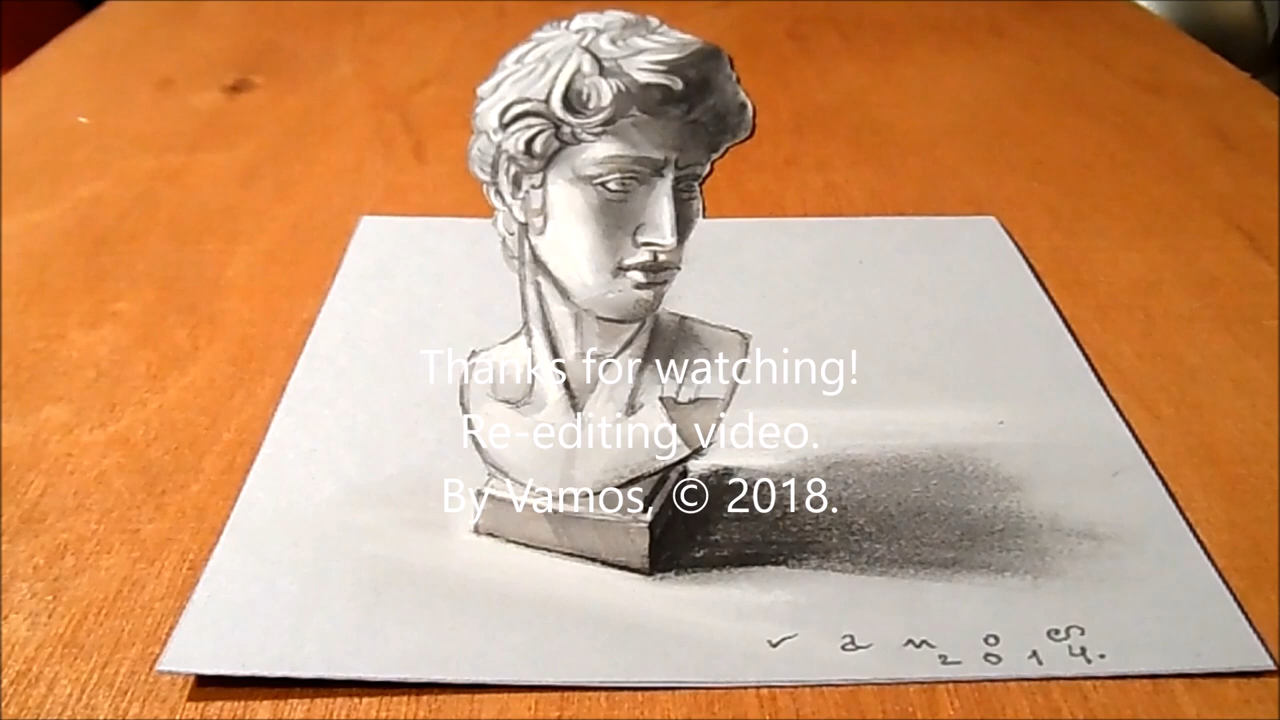 Thanks for watching!
Re-editing video.
By Vamos, © 2018.
vamos
2014.